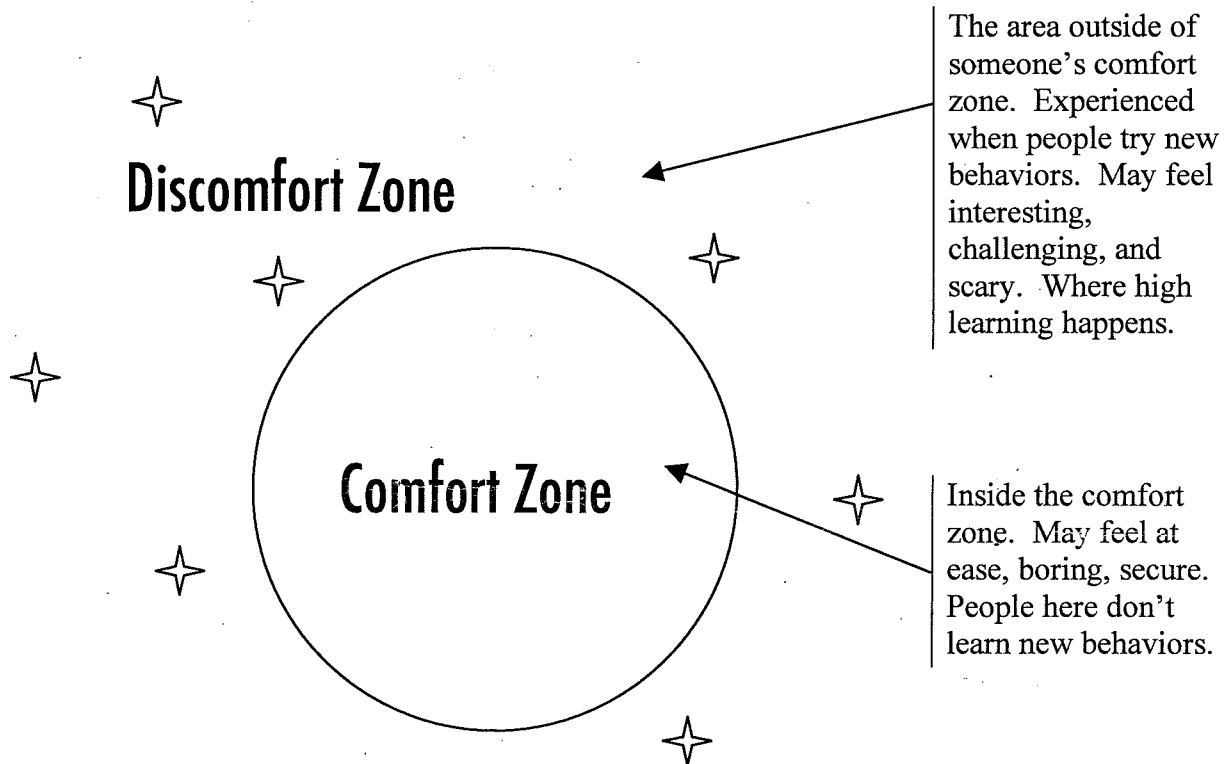 The area outside of
someone's comfort
zone. Experienced
when people try new
behaviors. May feel
interesting,
challenging, and
scary. Where high
learning happens.
Discomfort Zone
Comfort Zone
Inside the comfort
zone. May feel at
ease, boring, secure.
People here don't
learn new behaviors.